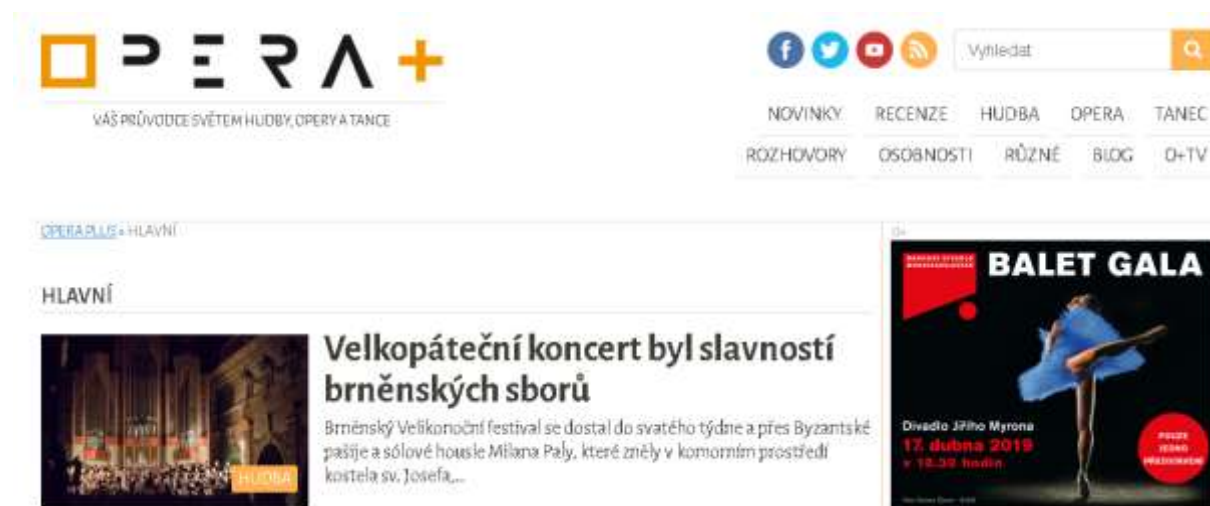 OPERA+
VÁŠ PRŮVODCE SVĚTEM HUDBY, OPERY A TANCE
Vyhledat
NOVINKY RECENZE HUDBA OPERA TANEC
ROZHOVORY OSOBNOSTI RŮZNÉ BLOG O+TV
OPERA PLUS » HLAVNÍ
HLAVNÍ
HUDBA
Velkopáteční koncert byl slavností
brněnských sborů
Brněnský Velikonoční festival se dostal do svatého týdne a přes Byzantské
pašije a sólové housle Milana Paly, které zněly v komorním prostředí
kostela sv. Josefa,...
BALET GALA
Divadlo Jiřího Myrona
17. dubna 2019
v 18.30 hodin
POUZE
JEDNO
PŘEDSTAVENÍ